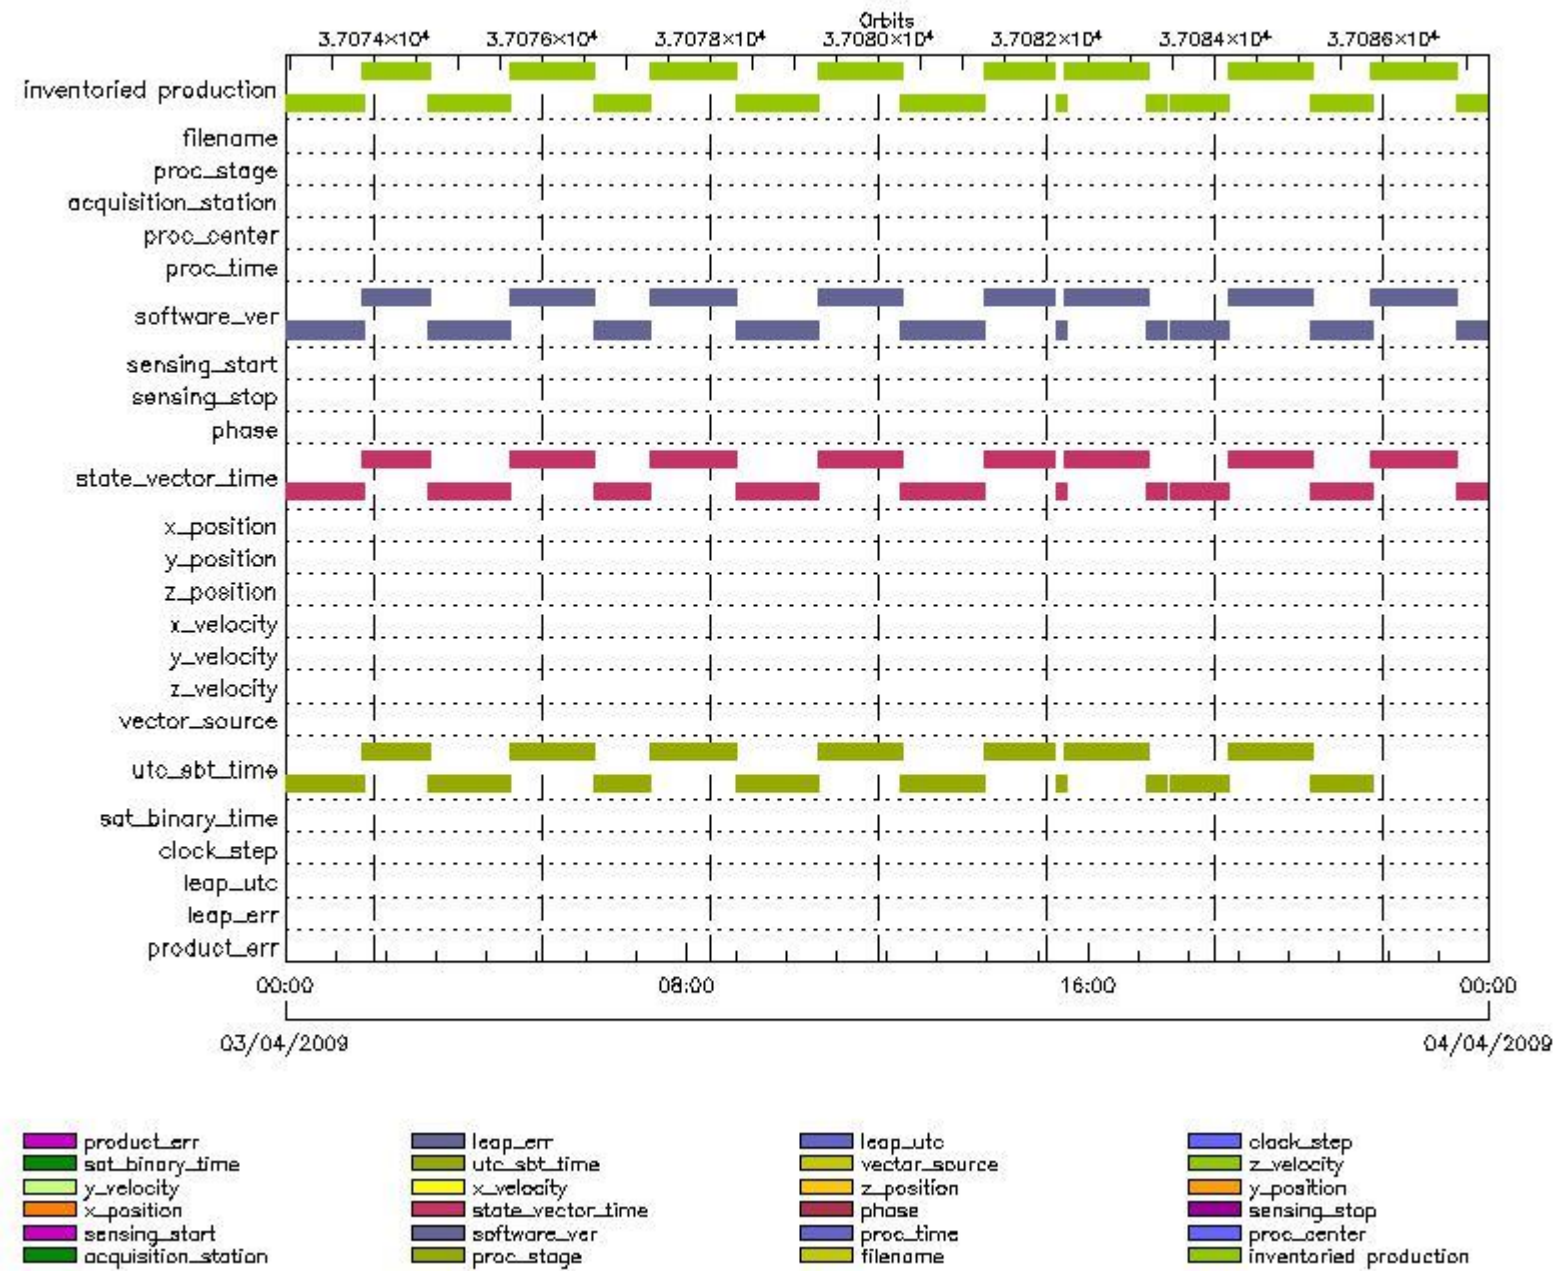 Orbits
3.7074×10⁴ 3.7076×10⁴ 3.7078×10⁴ 3.7080×10⁴ 3.7082×10⁴ 3.7084×10⁴ 3.7086×10⁴
inventoried production
filename
proc_stage
acquisition_station
proc_center
proc_time
software_ver
sensing_start
sensing_stop
phase
state_vector_time
x_position
y_position
z_position
x_velocity
y_velocity
z_velocity
vector_source
utc_sbt_time
sat_binary_time
clock_step
leap_utc
leap_err
product_err
00:00 08:00 16:00 00:00
03/04/2009 04/04/2009
product_err leap_err leap_utc clock_step
sat_binary_time utc_sbt_time vector_source z_velocity
y_velocity x_velocity z_position y_position
x_position state_vector_time phase sensing_stop
sensing_start software_ver proc_time proc_center
acquisition_station proc_stage filename inventoried production